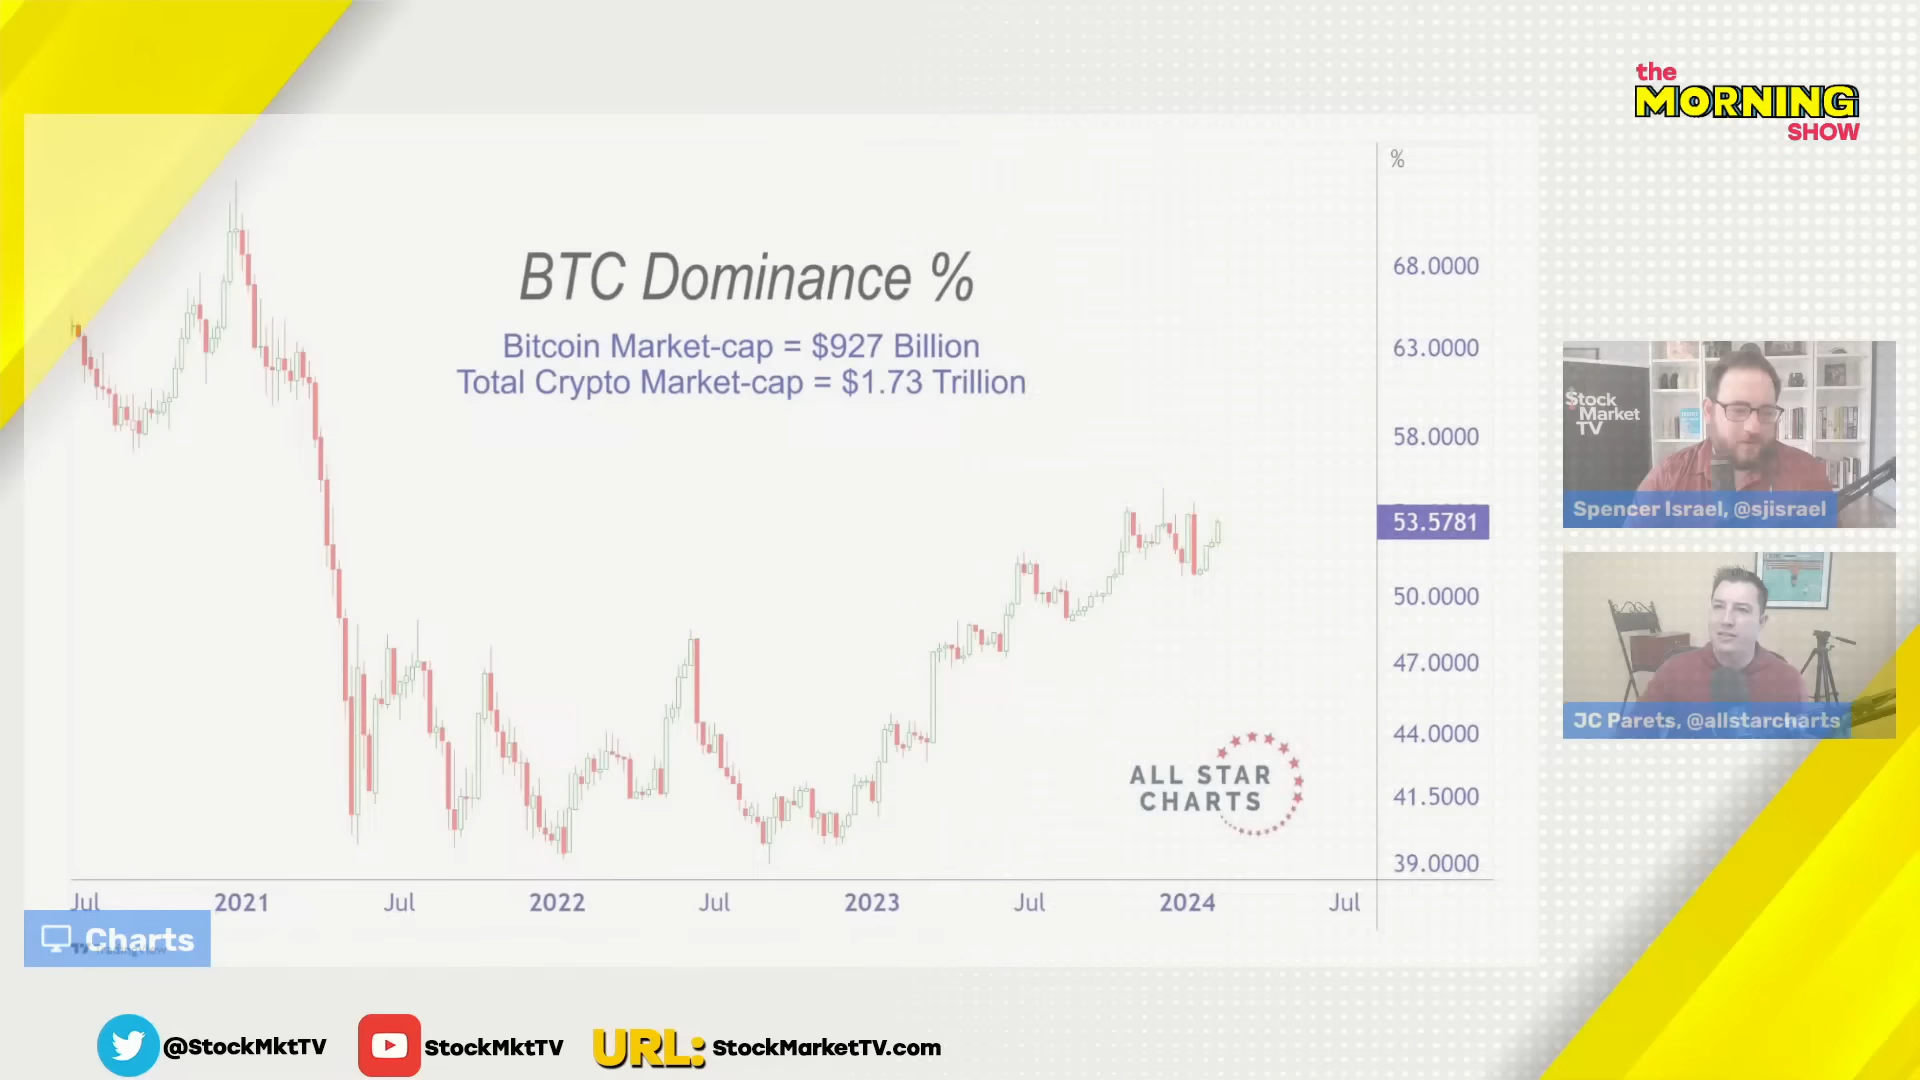 the
MORNING
SHOW
BTC Dominance %
Bitcoin Market-cap = $927 Billion
Total Crypto Market-cap = $1.73 Trillion
%
68.0000
63.0000
58.0000
53.5781
50.0000
47.0000
44.0000
41.5000
39.0000
ALL STAR
CHARTS
Jul
2021
Jul
2022
Jul
2023
Jul
2024
Jul
Charts
Stock
Market
TV
Spencer Israel, @sjisrael
JC Parets, @allstarcharts
@StockMktTV
StockMktTV
URL:
StockMarketTV.com